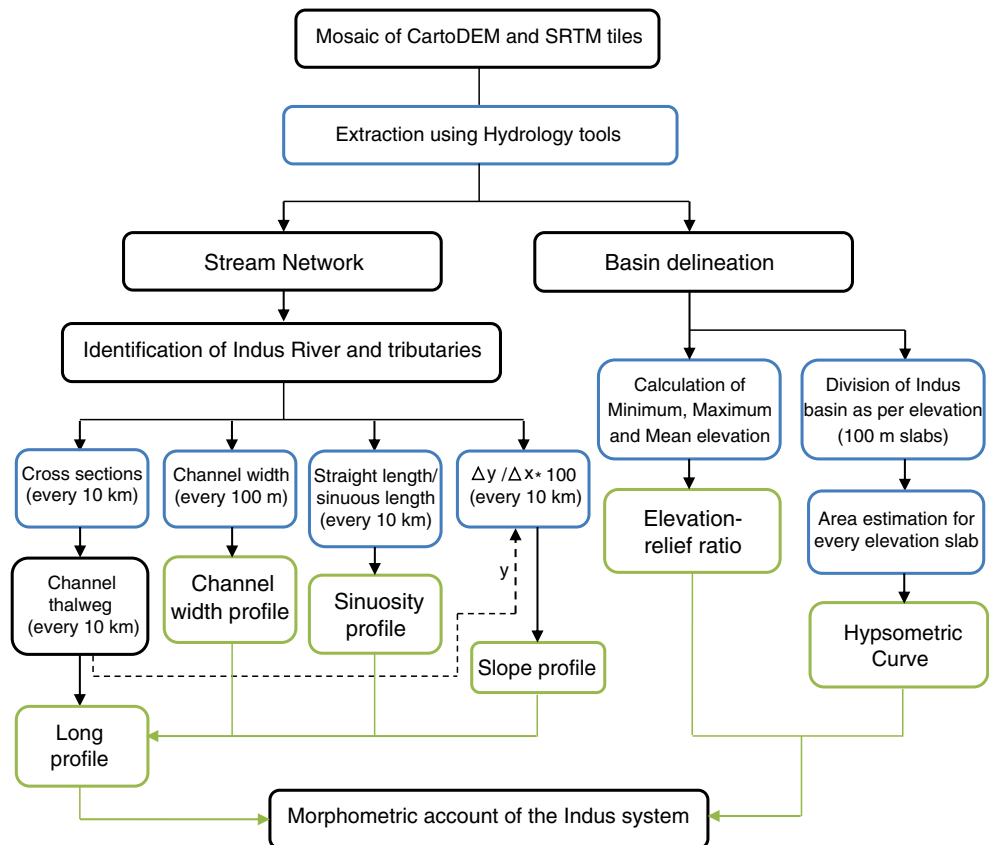 Mosaic of CartoDEM and SRTM tiles
Extraction using Hydrology tools
Stream Network
Basin delineation
Identification of Indus River and tributaries
Calculation of
Minimum, Maximum
and Mean elevation
Division of Indus
basin as per elevation
(100 m slabs)
Cross sections
(every 10 km)
Channel width
(every 100 m)
Straight length/
sinuous length
(every 10 km)
Δy /Δx* 100
(every 10 km)
Elevation-
relief ratio
Area estimation for
every elevation slab
Channel
thalweg
(every 10 km)
Channel
width profile
Sinuosity
profile
y
Slope profile
Hypsometric
Curve
Long
profile
Morphometric account of the Indus system